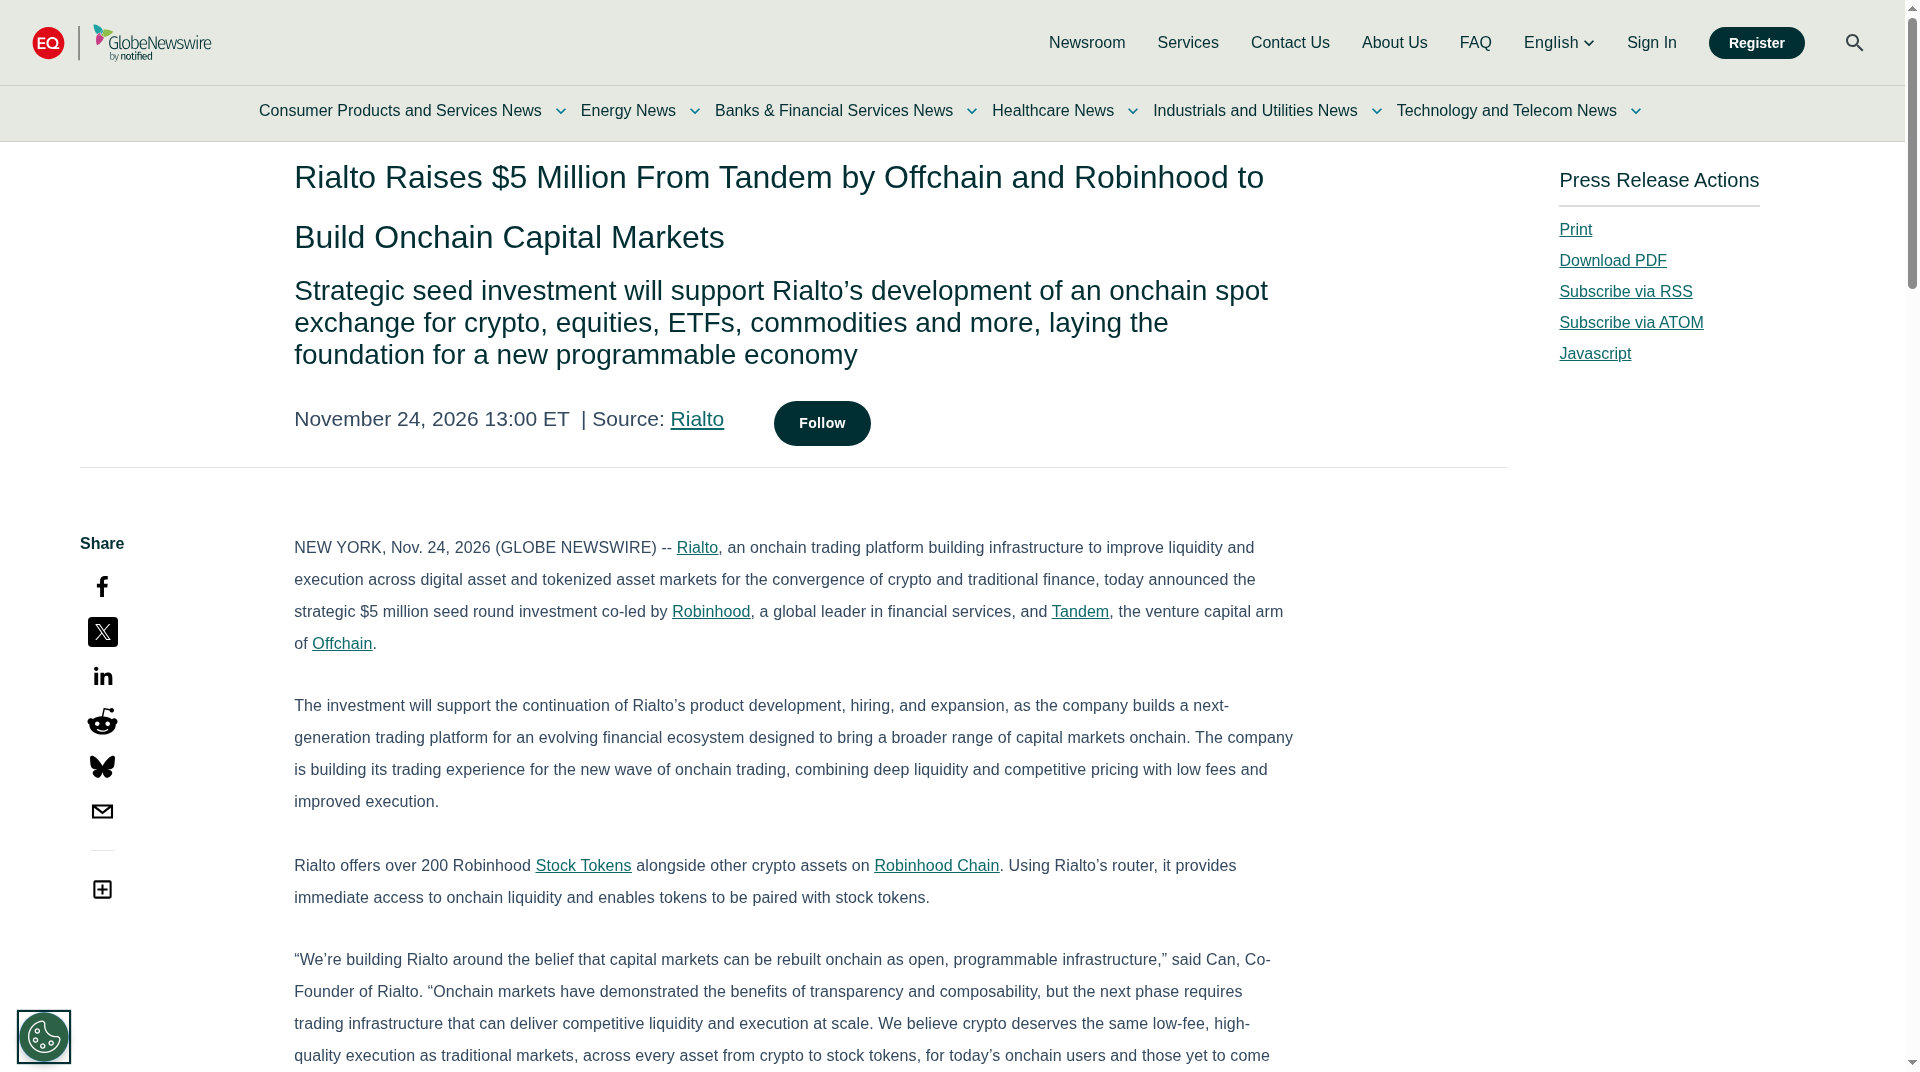 EQ
GlobeNewswire
by notified
Newsroom
Services
Contact Us
About Us
FAQ
English
Sign In
Register
Consumer Products and Services News
Energy News
Banks & Financial Services News
Healthcare News
Industrials and Utilities News
Technology and Telecom News
Rialto Raises $5 Million From Tandem by Offchain and Robinhood to
Build Onchain Capital Markets
Strategic seed investment will support Rialto’s development of an onchain spot
exchange for crypto, equities, ETFs, commodities and more, laying the
foundation for a new programmable economy
November 24, 2026 13:00 ET | Source: Rialto
Follow
Press Release Actions
Print
Download PDF
Subscribe via RSS
Subscribe via ATOM
Javascript
Share
NEW YORK, Nov. 24, 2026 (GLOBE NEWSWIRE) -- Rialto, an onchain trading platform building infrastructure to improve liquidity and
execution across digital asset and tokenized asset markets for the convergence of crypto and traditional finance, today announced the
strategic $5 million seed round investment co-led by Robinhood, a global leader in financial services, and Tandem, the venture capital arm
of Offchain.
The investment will support the continuation of Rialto’s product development, hiring, and expansion, as the company builds a next-
generation trading platform for an evolving financial ecosystem designed to bring a broader range of capital markets onchain. The company
is building its trading experience for the new wave of onchain trading, combining deep liquidity and competitive pricing with low fees and
improved execution.
Rialto offers over 200 Robinhood Stock Tokens alongside other crypto assets on Robinhood Chain. Using Rialto’s router, it provides
immediate access to onchain liquidity and enables tokens to be paired with stock tokens.
“We’re building Rialto around the belief that capital markets can be rebuilt onchain as open, programmable infrastructure,” said Can, Co-
Founder of Rialto. “Onchain markets have demonstrated the benefits of transparency and composability, but the next phase requires
trading infrastructure that can deliver competitive liquidity and execution at scale. We believe crypto deserves the same low-fee, high-
quality execution as traditional markets, across every asset from crypto to stock tokens, for today’s onchain users and those yet to come